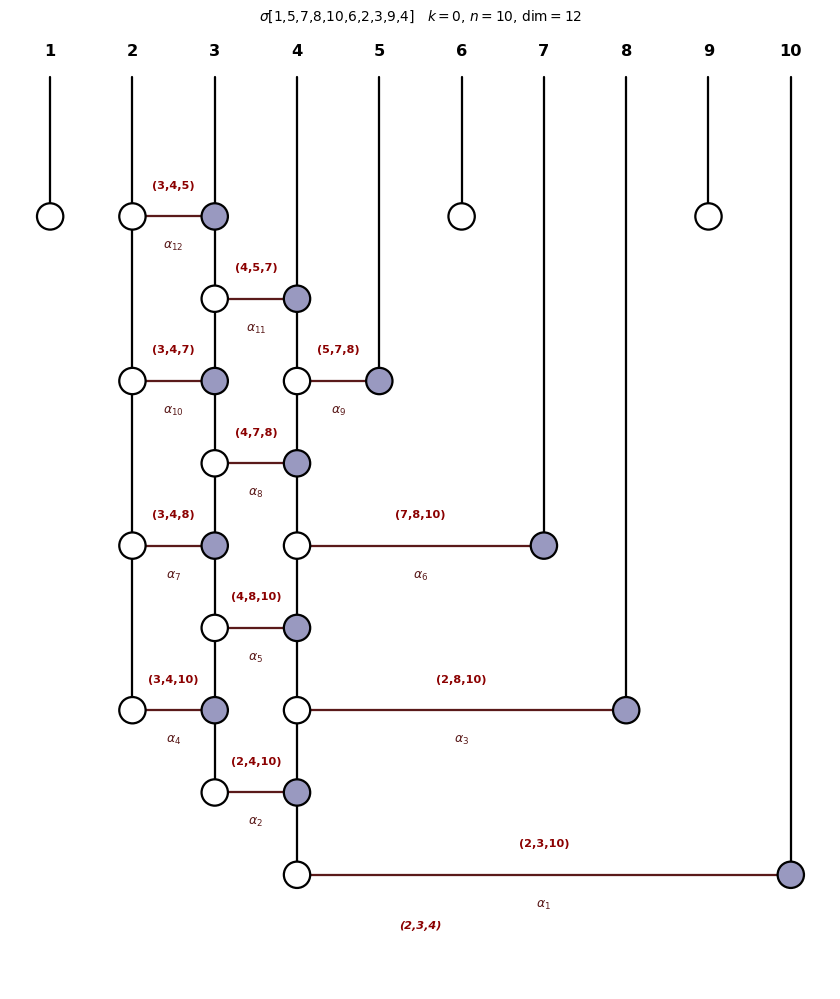 σ[1,5,7,8,10,6,2,3,9,4] k=0, n=10, dim=12
1 2 3 4 5 6 7 8 9 10
(3,4,5)
α12
(4,5,7)
α11
(3,4,7) (5,7,8)
α10 α9
(4,7,8)
α8
(3,4,8) (7,8,10)
α7 α6
(4,8,10)
α5
(3,4,10) (2,8,10)
α4 α3
(2,4,10)
α2
(2,3,10)
α1
(2,3,4)